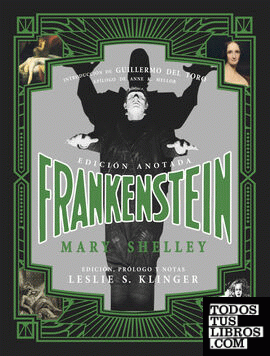 INTRODUCCIÓN DE GUILLERMO DEL TORO
EPÍLOGO DE ANNE K. MELLOR
EDICIÓN ANOTADA
FRANKENSTEIN
MARY SHELLEY
EDICIÓN, PRÓLOGO Y NOTAS
LESLIE S. KLINGER
TODOS
TUS
LIBROS